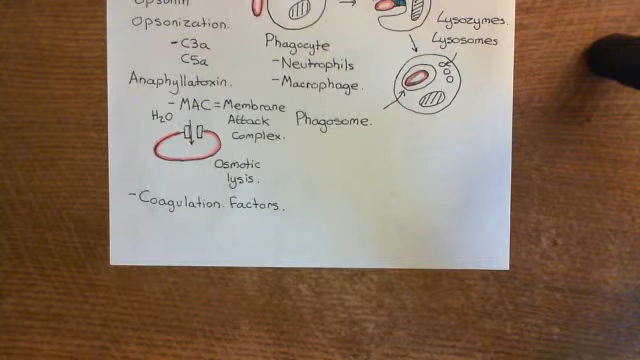 Opsonin
Opsonization.
- C3a
C5a
Anaphyllatoxin.
- MAC = Membrane
Attack
Complex.
H2O
Osmotic
lysis.
- Coagulation. Factors.
Phagocyte
- Neutrophils
- Macrophage.
Phagosome.
Lysozymes.
Lysosomes